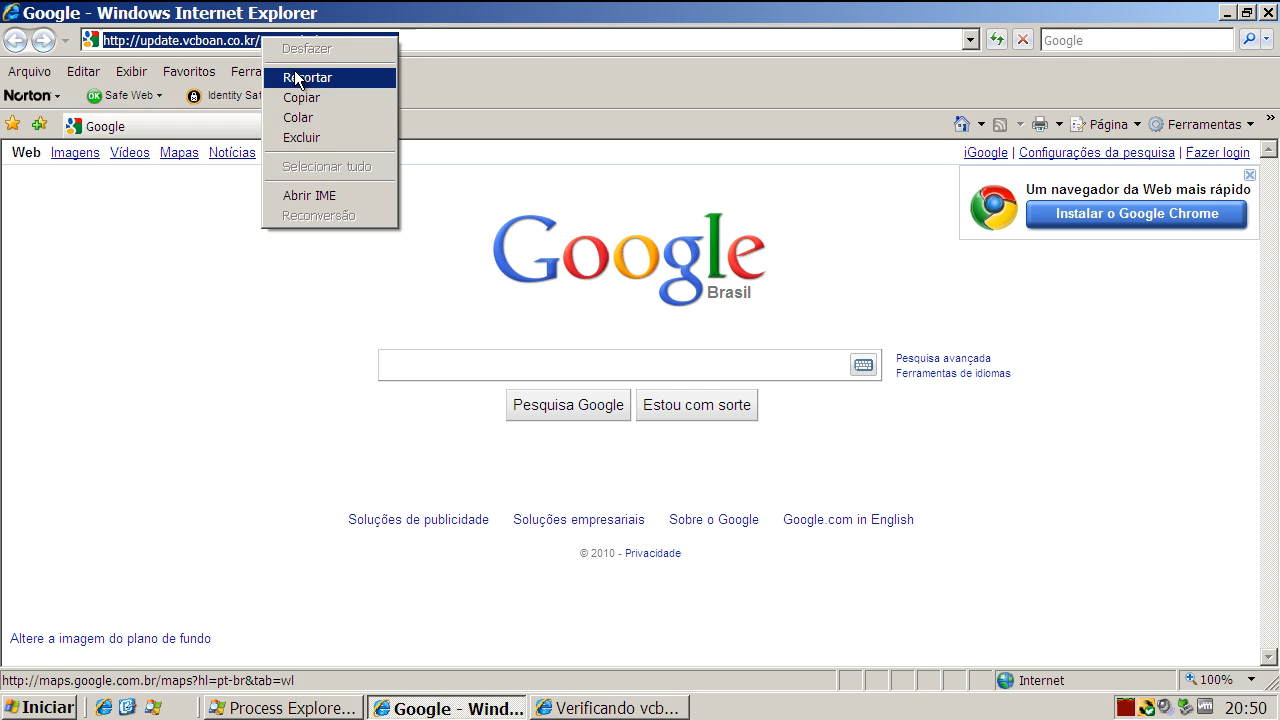 Google - Windows Internet Explorer
http://update.vcboan.co.kr/
Google
Arquivo Editar Exibir Favoritos Ferra
Desfazer
Recortar
Copiar
Colar
Excluir
Selecionar tudo
Abrir IME
Reconversão
Norton Safe Web Identity Saf
OK
Google
Página Ferramentas »
Web Imagens Vídeos Mapas Notícias
iGoogle | Configurações da pesquisa | Fazer login
Um navegador da Web mais rápido
Instalar o Google Chrome
Google
Brasil
Pesquisa avançada
Ferramentas de idiomas
Pesquisa Google Estou com sorte
Soluções de publicidade Soluções empresariais Sobre o Google Google.com in English
© 2010 - Privacidade
Altere a imagem do plano de fundo
http://maps.google.com.br/maps?hl=pt-br&tab=wl
Internet
100%
Iniciar
Process Explore...
Google - Wind...
Verificando vcb...
20:50